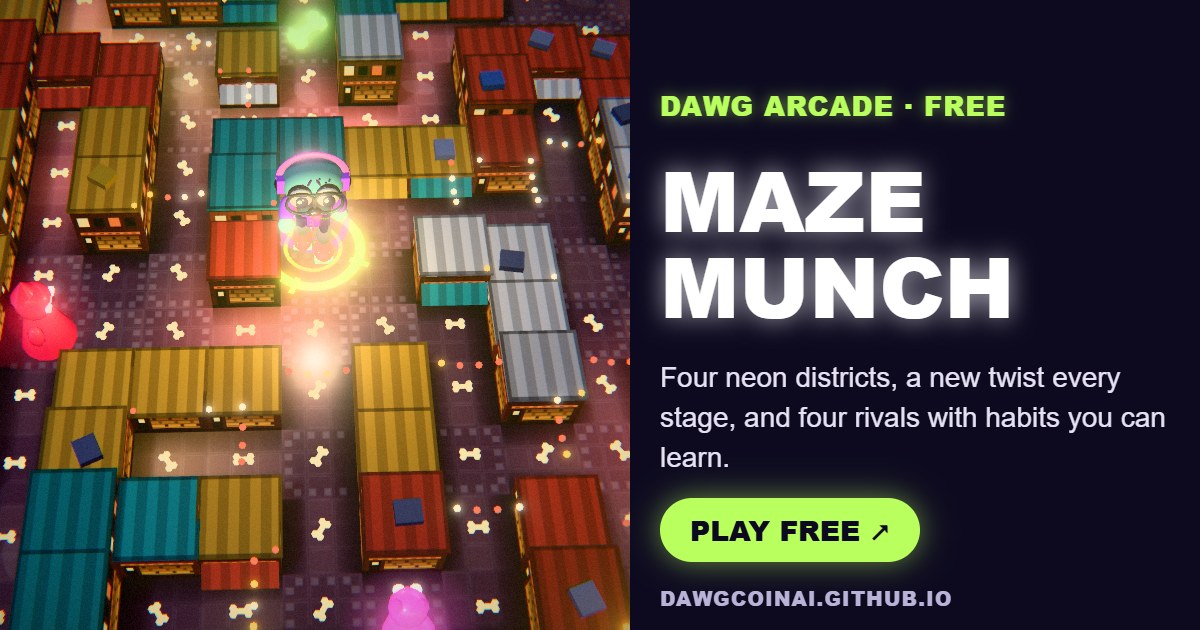 DAWG ARCADE · FREE
MAZE
MUNCH
Four neon districts, a new twist every
stage, and four rivals with habits you can
learn.
PLAY FREE ↗
DAWGCOINAI.GITHUB.IO